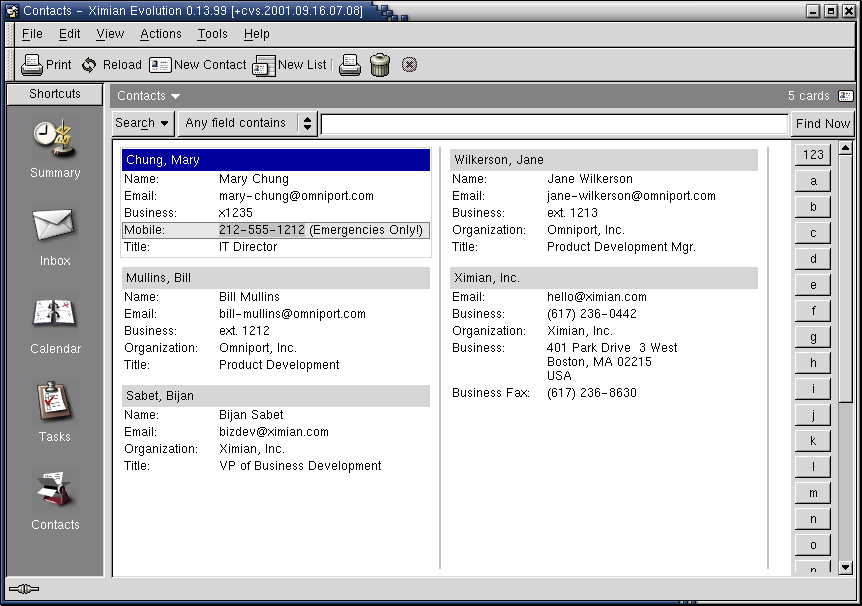 Contacts - Ximian Evolution 0.13.99 [+cvs.2001.09.16.07.08]
File Edit View Actions Tools Help
Print Reload New Contact New List
Shortcuts
Contacts
5 cards
Search
Any field contains
Find Now
Summary
Inbox
Calendar
Tasks
Contacts
Chung, Mary
Name: Mary Chung
Email: mary-chung@omniport.com
Business: x1235
Mobile: 212-555-1212 (Emergencies Only!)
Title: IT Director
Mullins, Bill
Name: Bill Mullins
Email: bill-mullins@omniport.com
Business: ext. 1212
Organization: Omniport, Inc.
Title: Product Development
Sabet, Bijan
Name: Bijan Sabet
Email: bizdev@ximian.com
Organization: Ximian, Inc.
Title: VP of Business Development
Wilkerson, Jane
Name: Jane Wilkerson
Email: jane-wilkerson@omniport.com
Business: ext. 1213
Organization: Omniport, Inc.
Title: Product Development Mgr.
Ximian, Inc.
Email: hello@ximian.com
Business: (617) 236-0442
Organization: Ximian, Inc.
Business: 401 Park Drive 3 West
Boston, MA 02215
USA
Business Fax: (617) 236-8630
123
a
b
c
d
e
f
g
h
i
j
k
l
m
n
o